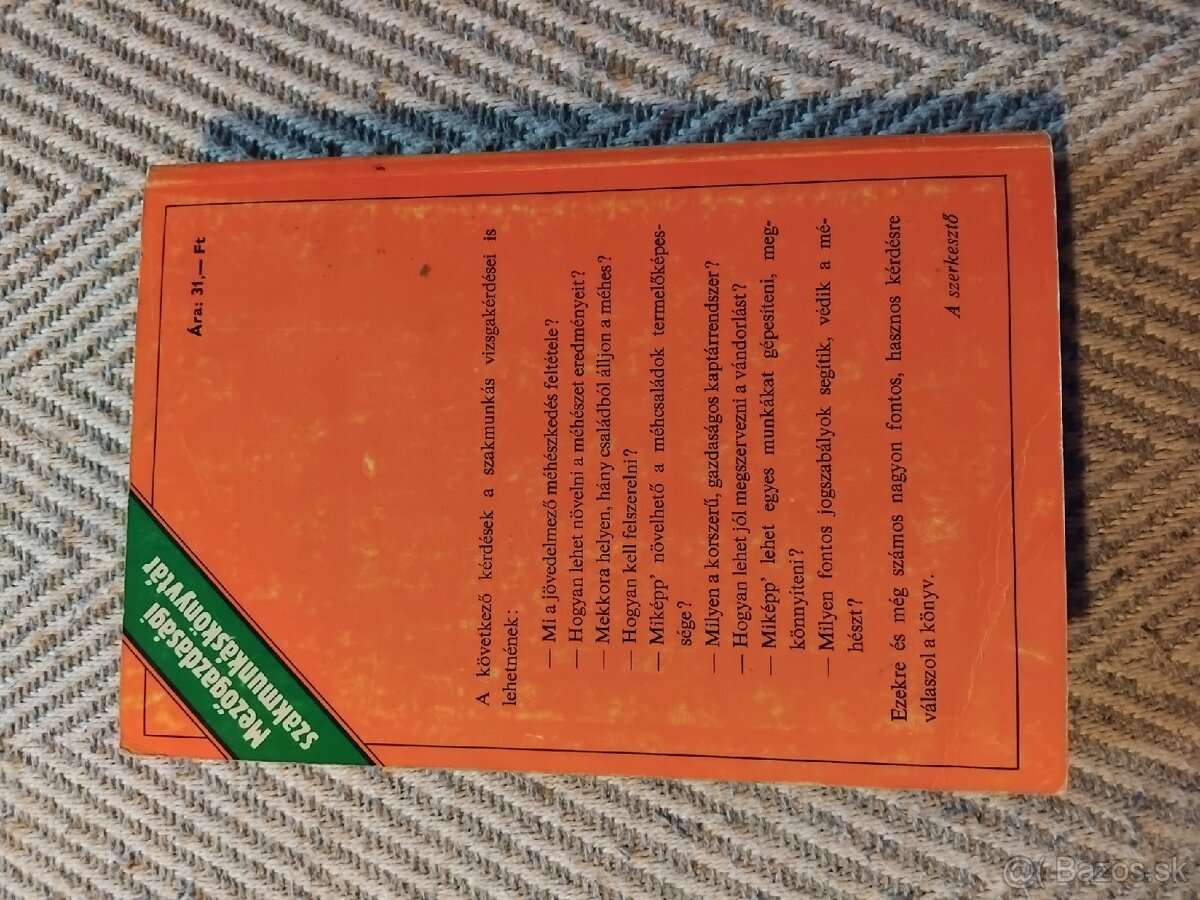 Mezőgazdasági
szakmunkáskönyvtár
Ára: 31,— Ft
A következő kérdések a szakmunkás vizsgakérdései is
lehetnének:
— Mi a jövedelmező méhészkedés feltétele?
— Hogyan lehet növelni a méhészet eredményeit?
— Mekkora helyen, hány családból álljon a méhes?
— Hogyan kell felszerelni?
— Miképp’ növelhető a méhcsaládok termelőképes-
sége?
— Milyen a korszerű, gazdaságos kaptárrendszer?
— Hogyan lehet jól megszervezni a vándorlást?
— Miképp’ lehet egyes munkákat gépesíteni, meg-
könnyíteni?
— Milyen fontos jogszabályok segítik, védik a mé-
hészt?
Ezekre és még számos nagyon fontos, hasznos kérdésre
válaszol a könyv.
A szerkesztő
@( Bazos.sk